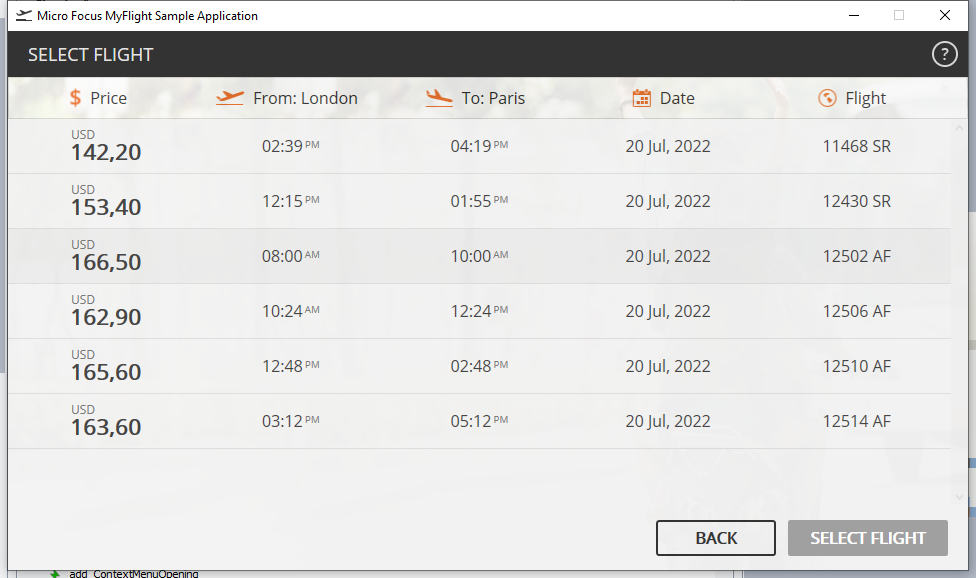 Micro Focus MyFlight Sample Application
SELECT FLIGHT ?
$ Price From: London To: Paris Date Flight
USD
142,20 02:39 PM 04:19 PM 20 Jul, 2022 11468 SR
USD
153,40 12:15 PM 01:55 PM 20 Jul, 2022 12430 SR
USD
166,50 08:00 AM 10:00 AM 20 Jul, 2022 12502 AF
USD
162,90 10:24 AM 12:24 PM 20 Jul, 2022 12506 AF
USD
165,60 12:48 PM 02:48 PM 20 Jul, 2022 12510 AF
USD
163,60 03:12 PM 05:12 PM 20 Jul, 2022 12514 AF
BACK SELECT FLIGHT
add_ContextMenuOpening